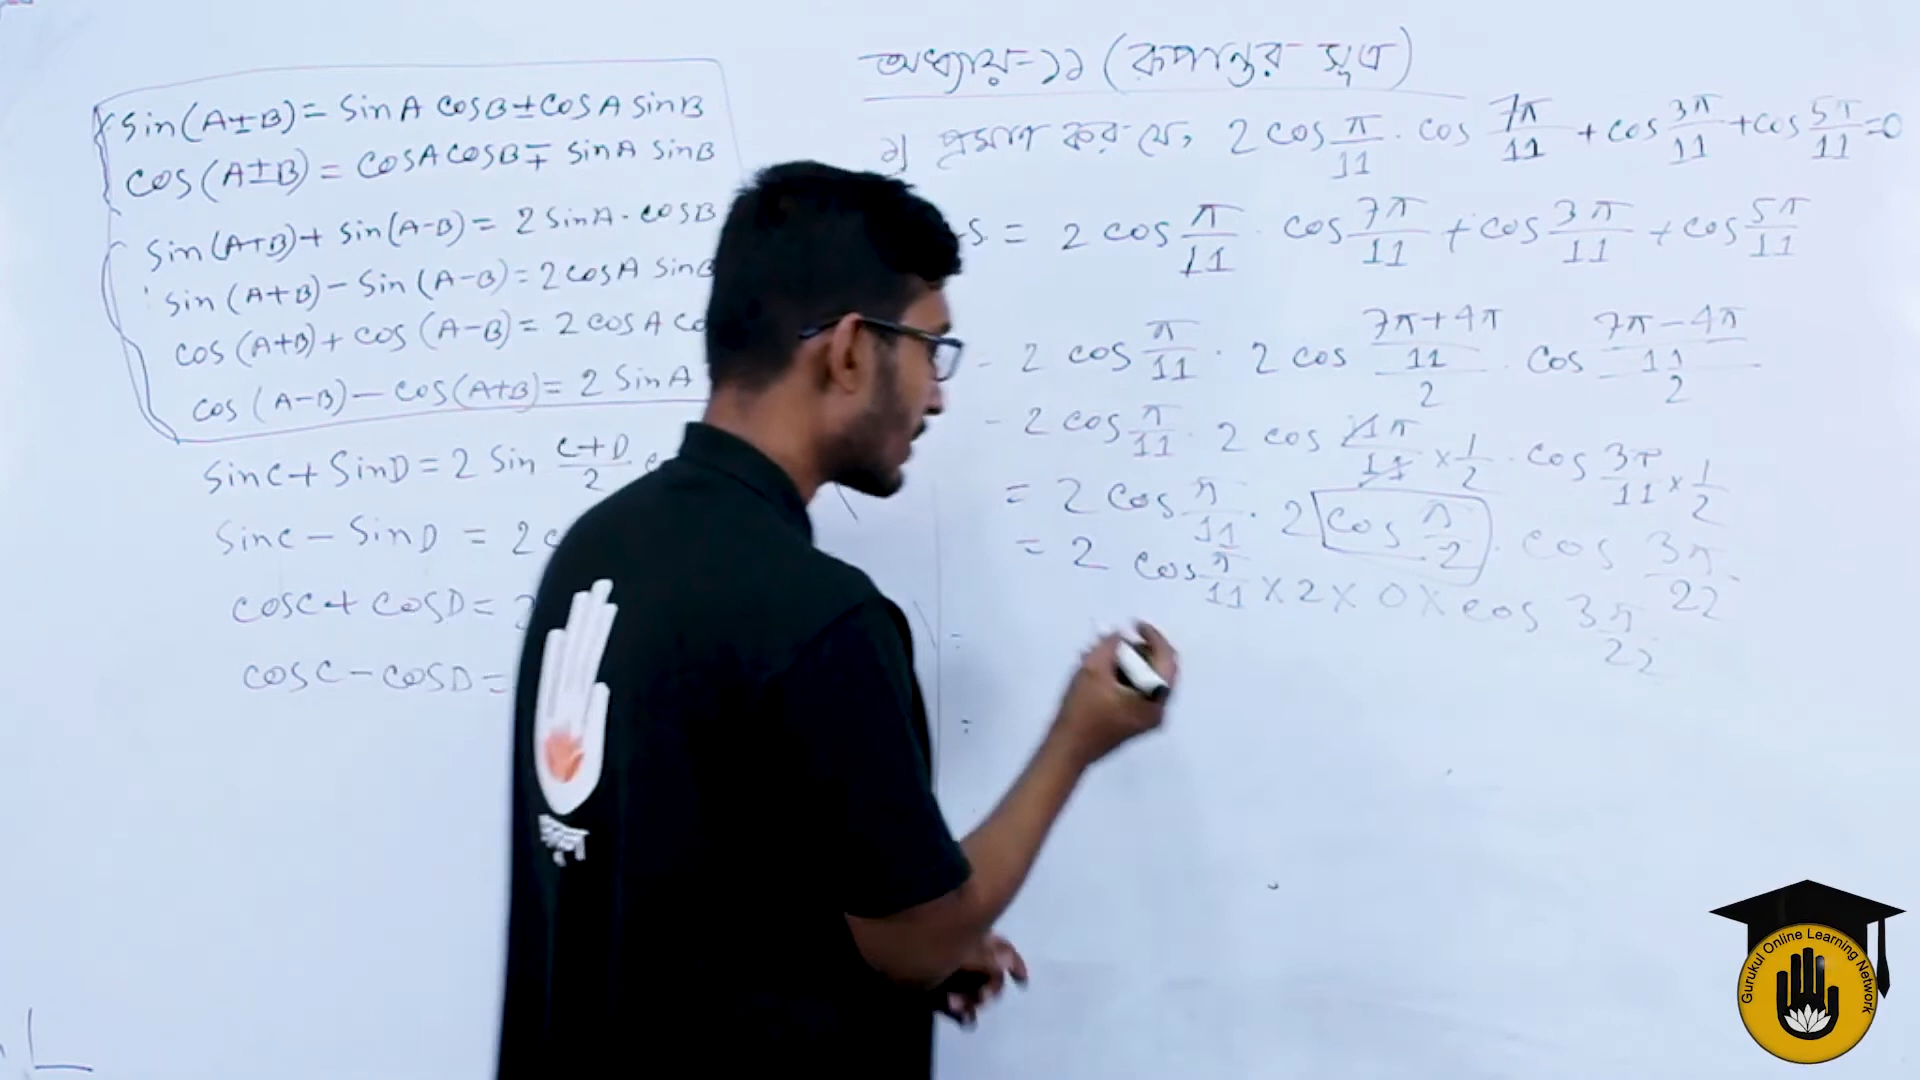 sin(A±B)= sinA cosB±cosA sinB
cos(A±B)= cosAcosB∓ sinA sinB
sin(A+B)+ sin(A-B)= 2 sinA·cosB
sin(A+B)- sin(A-B)=2cosA sinB
cos(A+B)+ cos(A-B)= 2 cosA co
cos(A-B)-cos(A+B)= 2 sinA
sinC+ SinD=2 Sin C+D/2
SinC-SinD = 2c
cosC+ cosD=
cosC-cosD=
অধ্যায়-১১ (রূপান্তর সূত্র)
১) প্রমাণ কর যে, 2 cos π/11 · cos 7π/11 + cos 3π/11 + cos 5π/11 = 0
S = 2 cos π/11 · cos 7π/11 + cos 3π/11 + cos 5π/11
- 2 cos π/11 · 2 cos (7π+4π/11)/2 · cos (7π-4π/11)/2
- 2 cos π/11 · 2 cos 11π/11 × 1/2 · cos 3π/11 × 1/2
= 2 cos π/11 · 2 cos π/2 · cos 3π/22
= 2 cos π/11 × 2 × 0 × cos 3π/22
Gurukul Online Learning Network